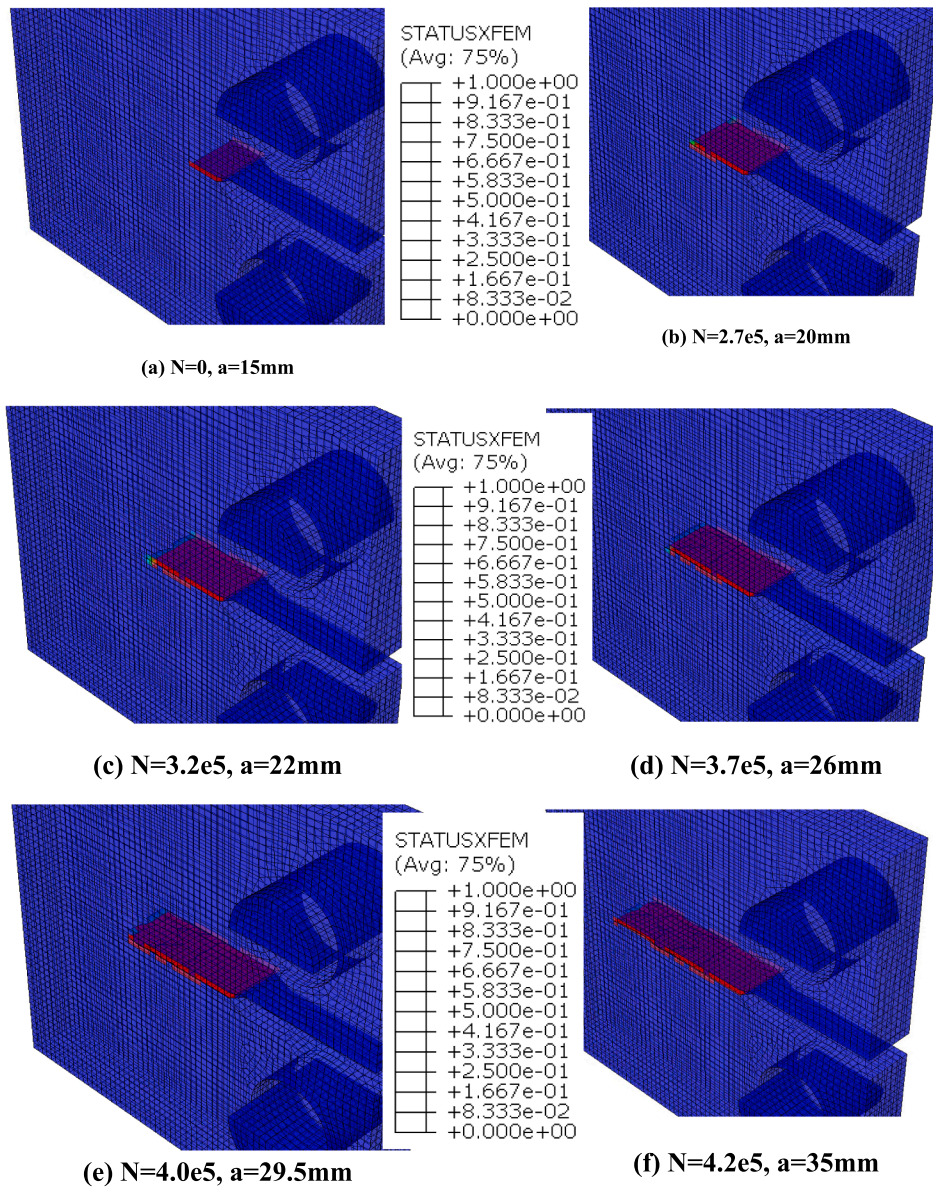 STATUSXFEM
(Avg: 75%)
+1.000e+00
+9.167e-01
+8.333e-01
+7.500e-01
+6.667e-01
+5.833e-01
+5.000e-01
+4.167e-01
+3.333e-01
+2.500e-01
+1.667e-01
+8.333e-02
+0.000e+00
(a) N=0, a=15mm
(b) N=2.7e5, a=20mm
STATUSXFEM
(Avg: 75%)
+1.000e+00
+9.167e-01
+8.333e-01
+7.500e-01
+6.667e-01
+5.833e-01
+5.000e-01
+4.167e-01
+3.333e-01
+2.500e-01
+1.667e-01
+8.333e-02
+0.000e+00
(c) N=3.2e5, a=22mm
(d) N=3.7e5, a=26mm
STATUSXFEM
(Avg: 75%)
+1.000e+00
+9.167e-01
+8.333e-01
+7.500e-01
+6.667e-01
+5.833e-01
+5.000e-01
+4.167e-01
+3.333e-01
+2.500e-01
+1.667e-01
+8.333e-02
+0.000e+00
(e) N=4.0e5, a=29.5mm
(f) N=4.2e5, a=35mm